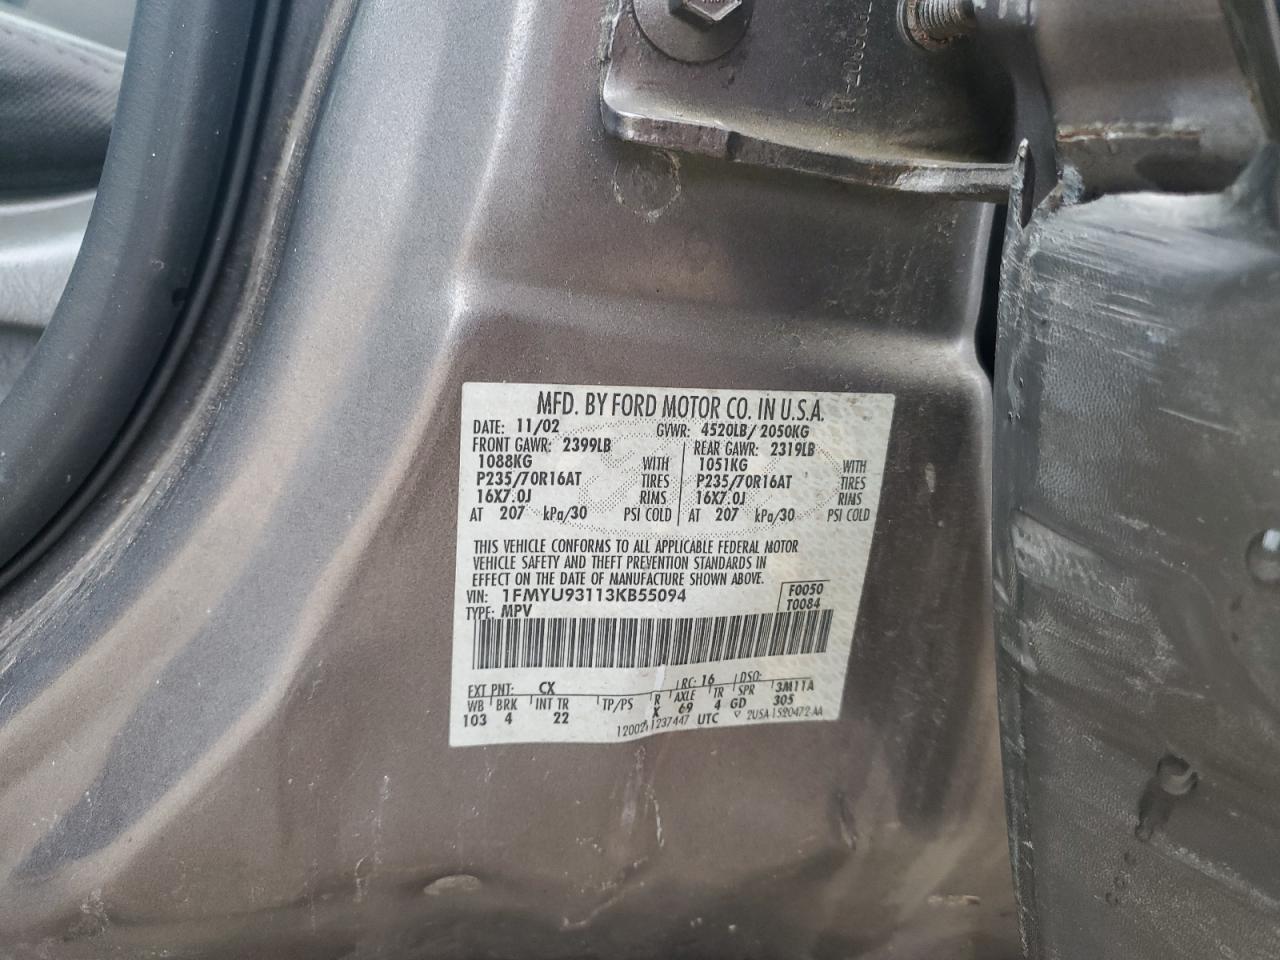 MFD. BY FORD MOTOR CO. IN U.S.A.
DATE: 11/02 GVWR: 4520LB/2050KG
FRONT GAWR: 2399LB REAR GAWR: 2319LB
1088KG WITH 1051KG WITH
P235/70R16AT TIRES P235/70R16AT TIRES
16X7.0J RIMS 16X7.0J RIMS
AT 207 kPa/30 PSI COLD AT 207 kPa/30 PSI COLD
THIS VEHICLE CONFORMS TO ALL APPLICABLE FEDERAL MOTOR
VEHICLE SAFETY AND THEFT PREVENTION STANDARDS IN
EFFECT ON THE DATE OF MANUFACTURE SHOWN ABOVE.
VIN: 1FMYU93113KB55094 F0050
TYPE: MPV T0084
EXT PNT: CX RC: 16 DSO:
WB BRK INT TR TP/PS R AXLE TR SPR 3M11A
103 4 22 X 69 4 GD 305
UTC 2USA 1520472 AA